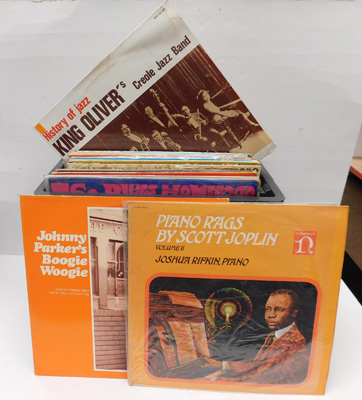 History of jazz
KING OLIVER's
Creole Jazz Band
Johnny
Parker's
Boogie
Woogie
PIANO RAGS
BY SCOTT JOPLIN
VOLUME II
JOSHUA RIFKIN, PIANO